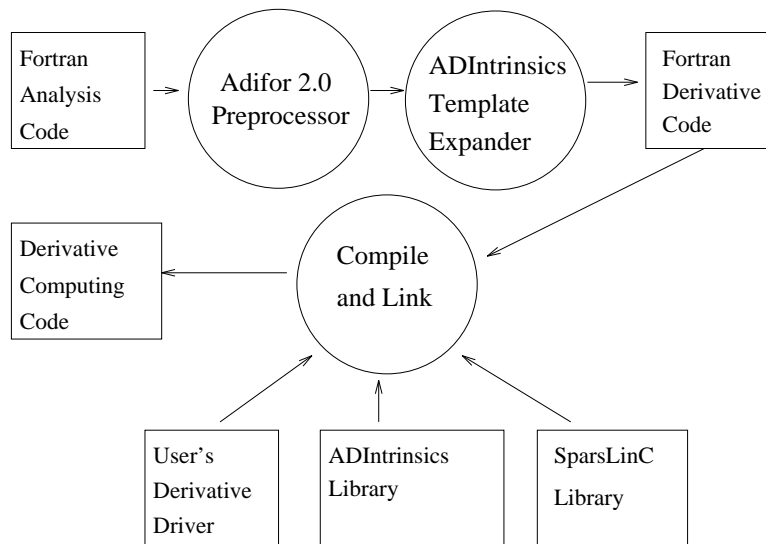 Fortran
Analysis
Code
Adifor 2.0
Preprocessor
ADIntrinsics
Template
Expander
Fortran
Derivative
Code
Derivative
Computing
Code
Compile
and Link
User's
Derivative
Driver
ADIntrinsics
Library
SparsLinC
Library